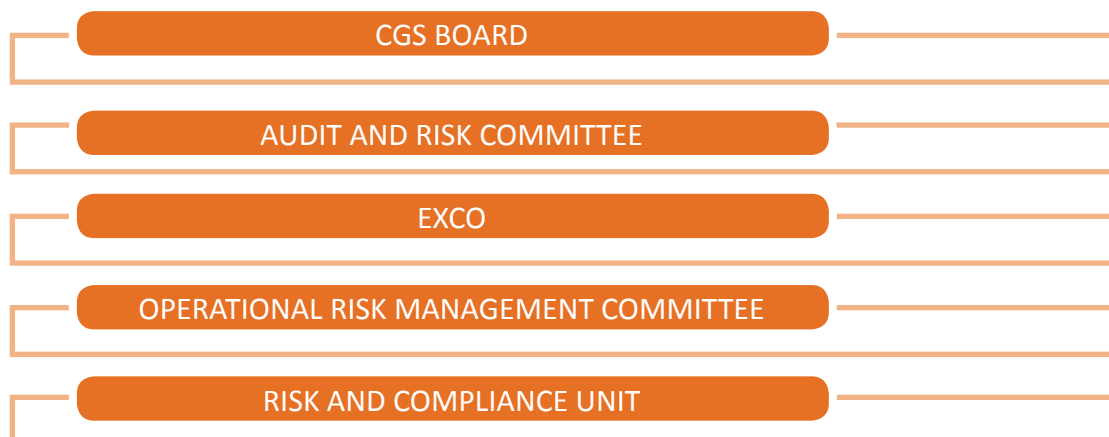 CGS BOARD
AUDIT AND RISK COMMITTEE
EXCO
OPERATIONAL RISK MANAGEMENT COMMITTEE
RISK AND COMPLIANCE UNIT